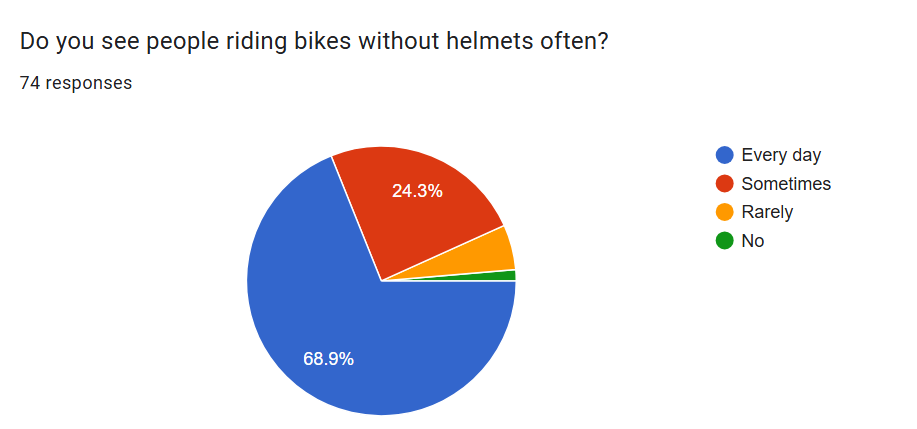 Do you see people riding bikes without helmets often?
74 responses
24.3%
68.9%
Every day
Sometimes
Rarely
No